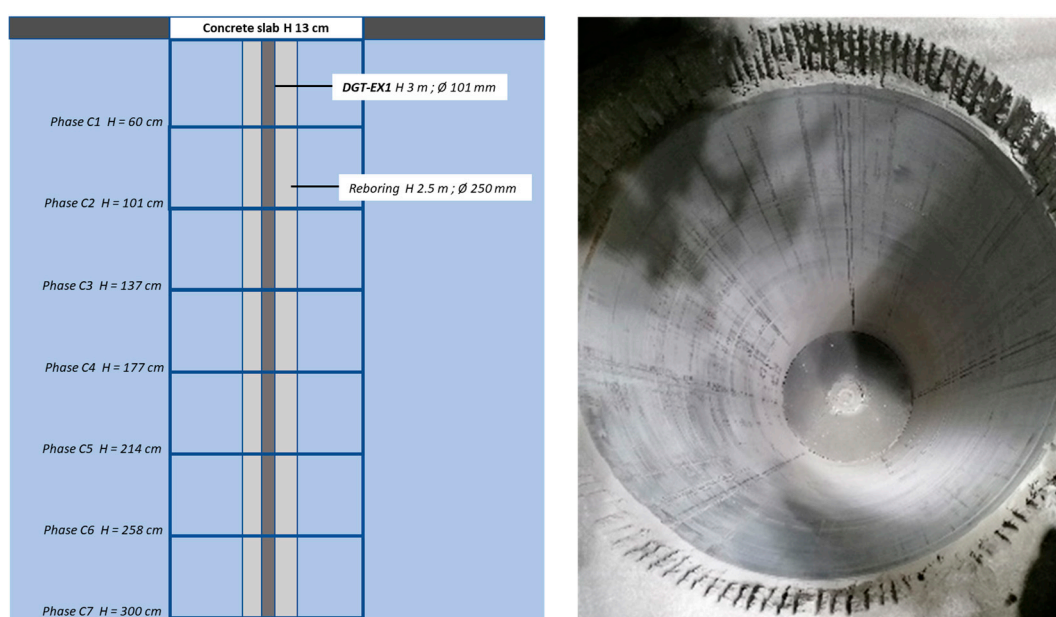 Concrete slab H 13 cm
DGT-EX1 H 3 m ; Ø 101 mm
Phase C1 H = 60 cm
Reboring H 2.5 m ; Ø 250 mm
Phase C2 H = 101 cm
Phase C3 H = 137 cm
Phase C4 H = 177 cm
Phase C5 H = 214 cm
Phase C6 H = 258 cm
Phase C7 H = 300 cm